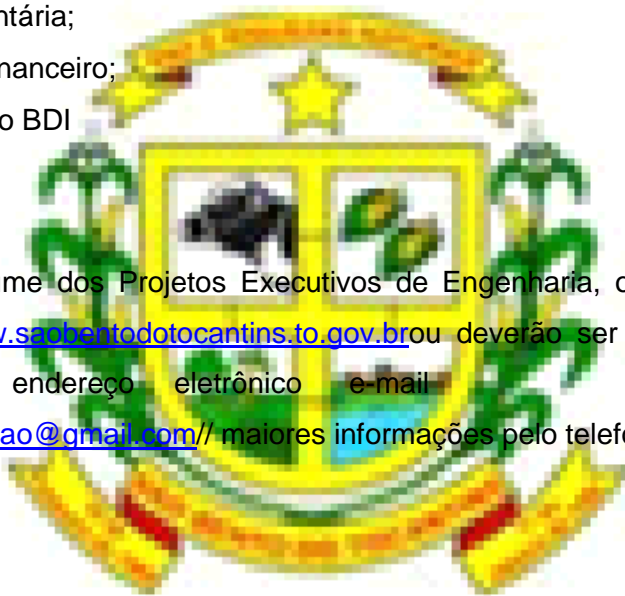 ntária;
nanceiro;
o BDI
me dos Projetos Executivos de Engenharia, o
w.saobentodotocantins.to.gov.brou deverão ser
endereço eletrônico e-mail
ao@gmail.com// maiores informações pelo telefo